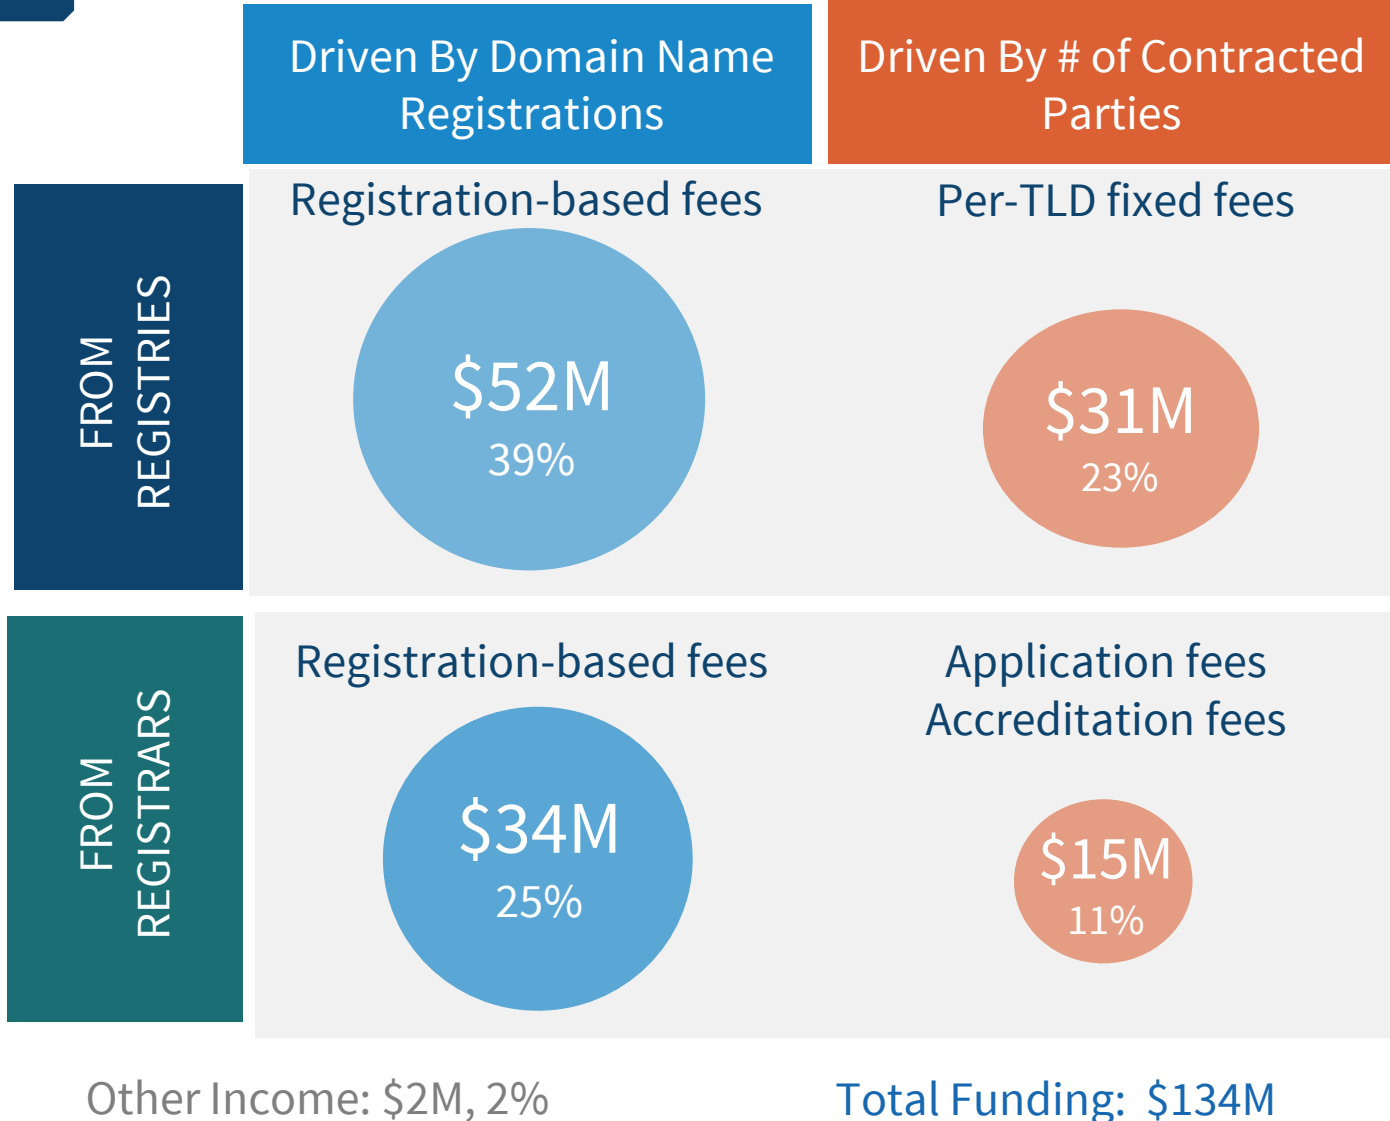 Driven By Domain Name
Registrations
Driven By # of Contracted
Parties
FROM
REGISTRIES
Registration-based fees
$52M
39%
Per-TLD fixed fees
$31M
23%
FROM
REGISTRARS
Registration-based fees
$34M
25%
Application fees
Accreditation fees
$15M
11%
Other Income: $2M, 2%
Total Funding: $134M